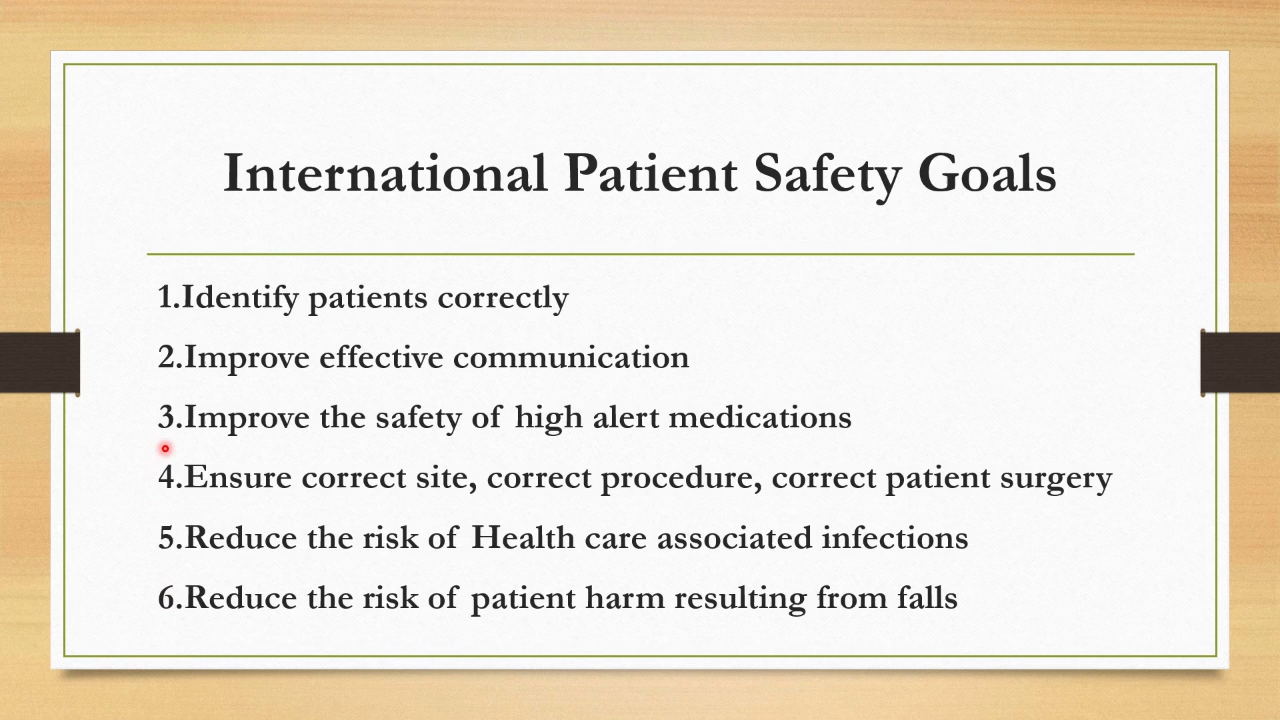 International Patient Safety Goals
1.Identify patients correctly
2.Improve effective communication
3.Improve the safety of high alert medications
4.Ensure correct site, correct procedure, correct patient surgery
5.Reduce the risk of Health care associated infections
6.Reduce the risk of patient harm resulting from falls